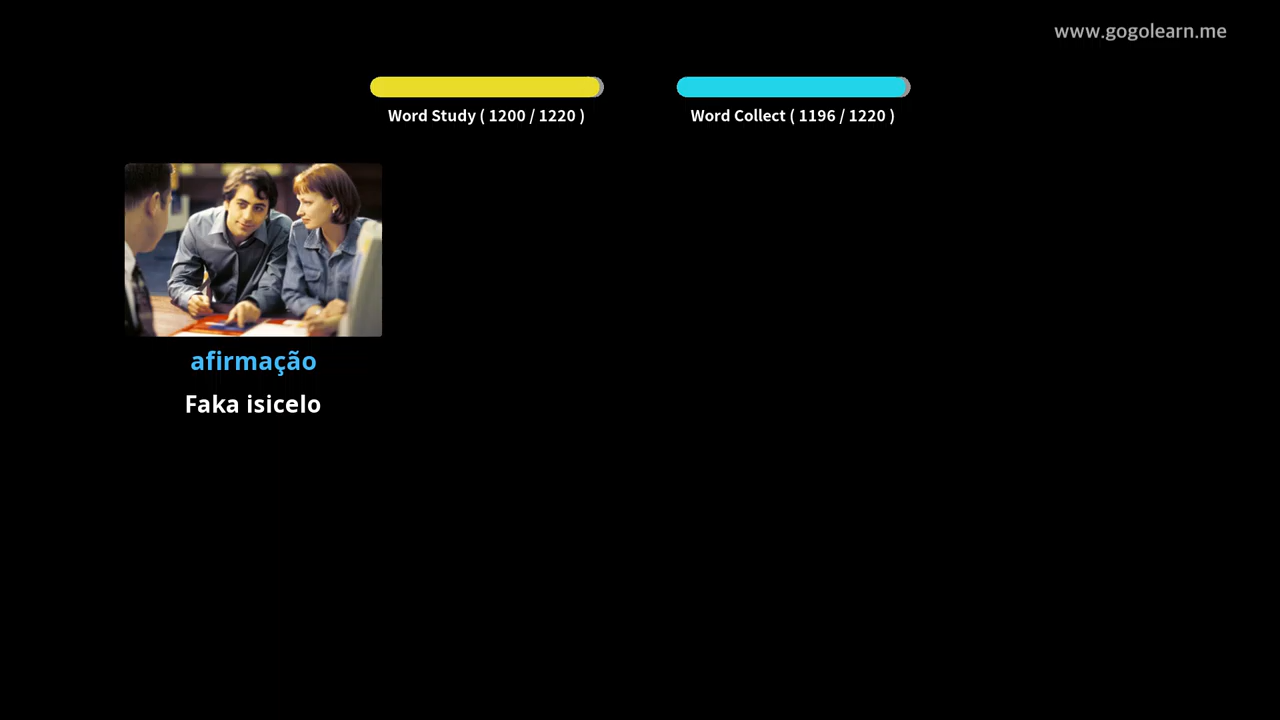 www.gogolearn.me
Word Study ( 1200 / 1220 )
Word Collect ( 1196 / 1220 )
afirmação
Faka isicelo